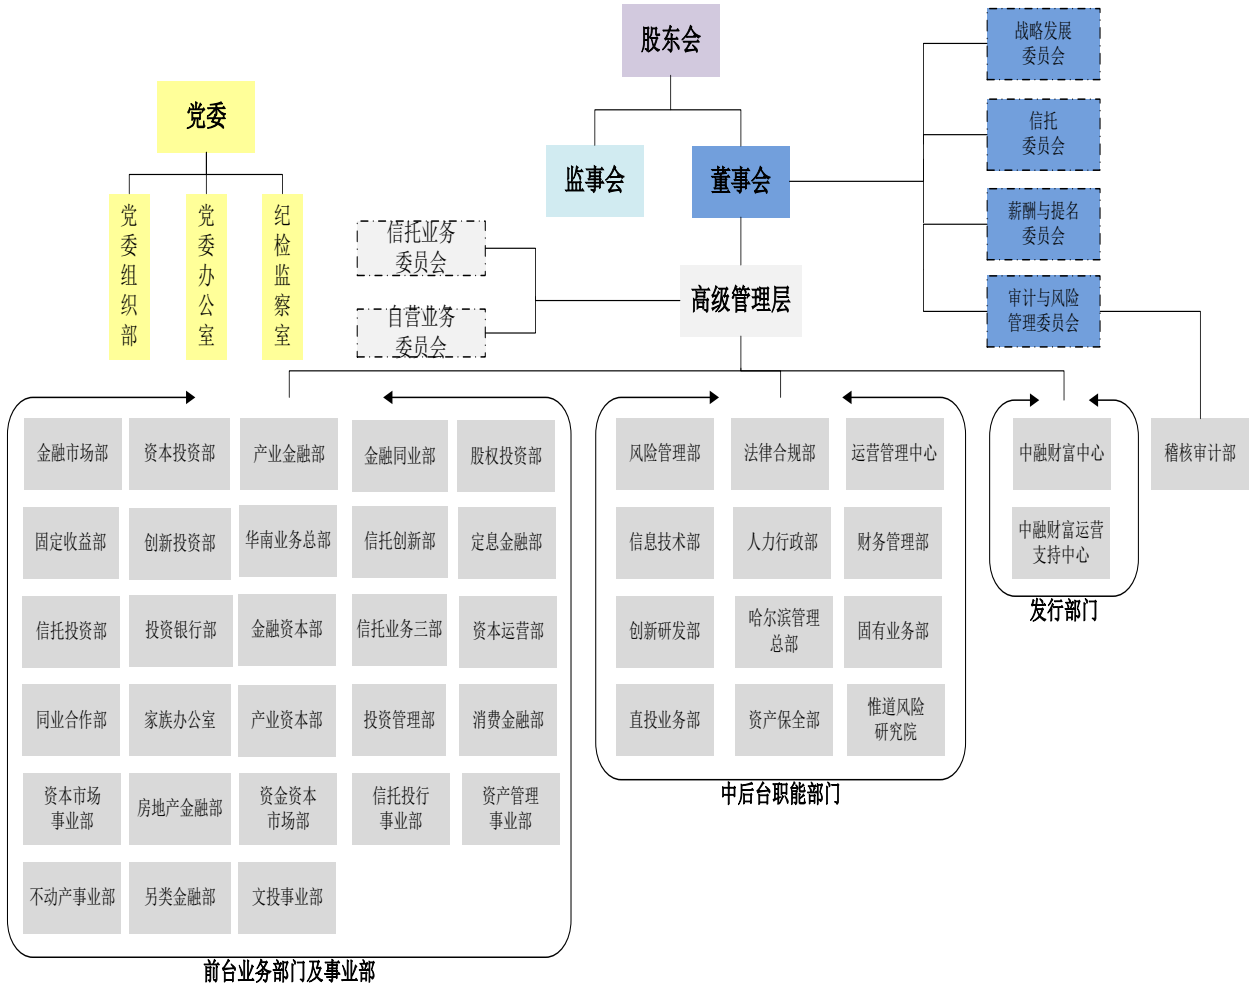 股东会
战略发展
委员会
党委
信托
委员会
监事会
董事会
党委组织部
党委办公室
纪检监察室
薪酬与提名
委员会
信托业务
委员会
高级管理层
审计与风险
管理委员会
自营业务
委员会
金融市场部
资本投资部
产业金融部
金融同业部
股权投资部
固定收益部
创新投资部
华南业务总部
信托创新部
定息金融部
信托投资部
投资银行部
金融资本部
信托业务三部
资本运营部
同业合作部
家族办公室
产业资本部
投资管理部
消费金融部
资本市场
事业部
房地产金融部
资金资本
市场部
信托投行
事业部
资产管理
事业部
不动产事业部
另类金融部
文投事业部
前台业务部门及事业部
风险管理部
法律合规部
运营管理中心
信息技术部
人力行政部
财务管理部
创新研发部
哈尔滨管理
总部
固有业务部
直投业务部
资产保全部
惟道风险
研究院
中后台职能部门
中融财富中心
中融财富运营
支持中心
发行部门
稽核审计部